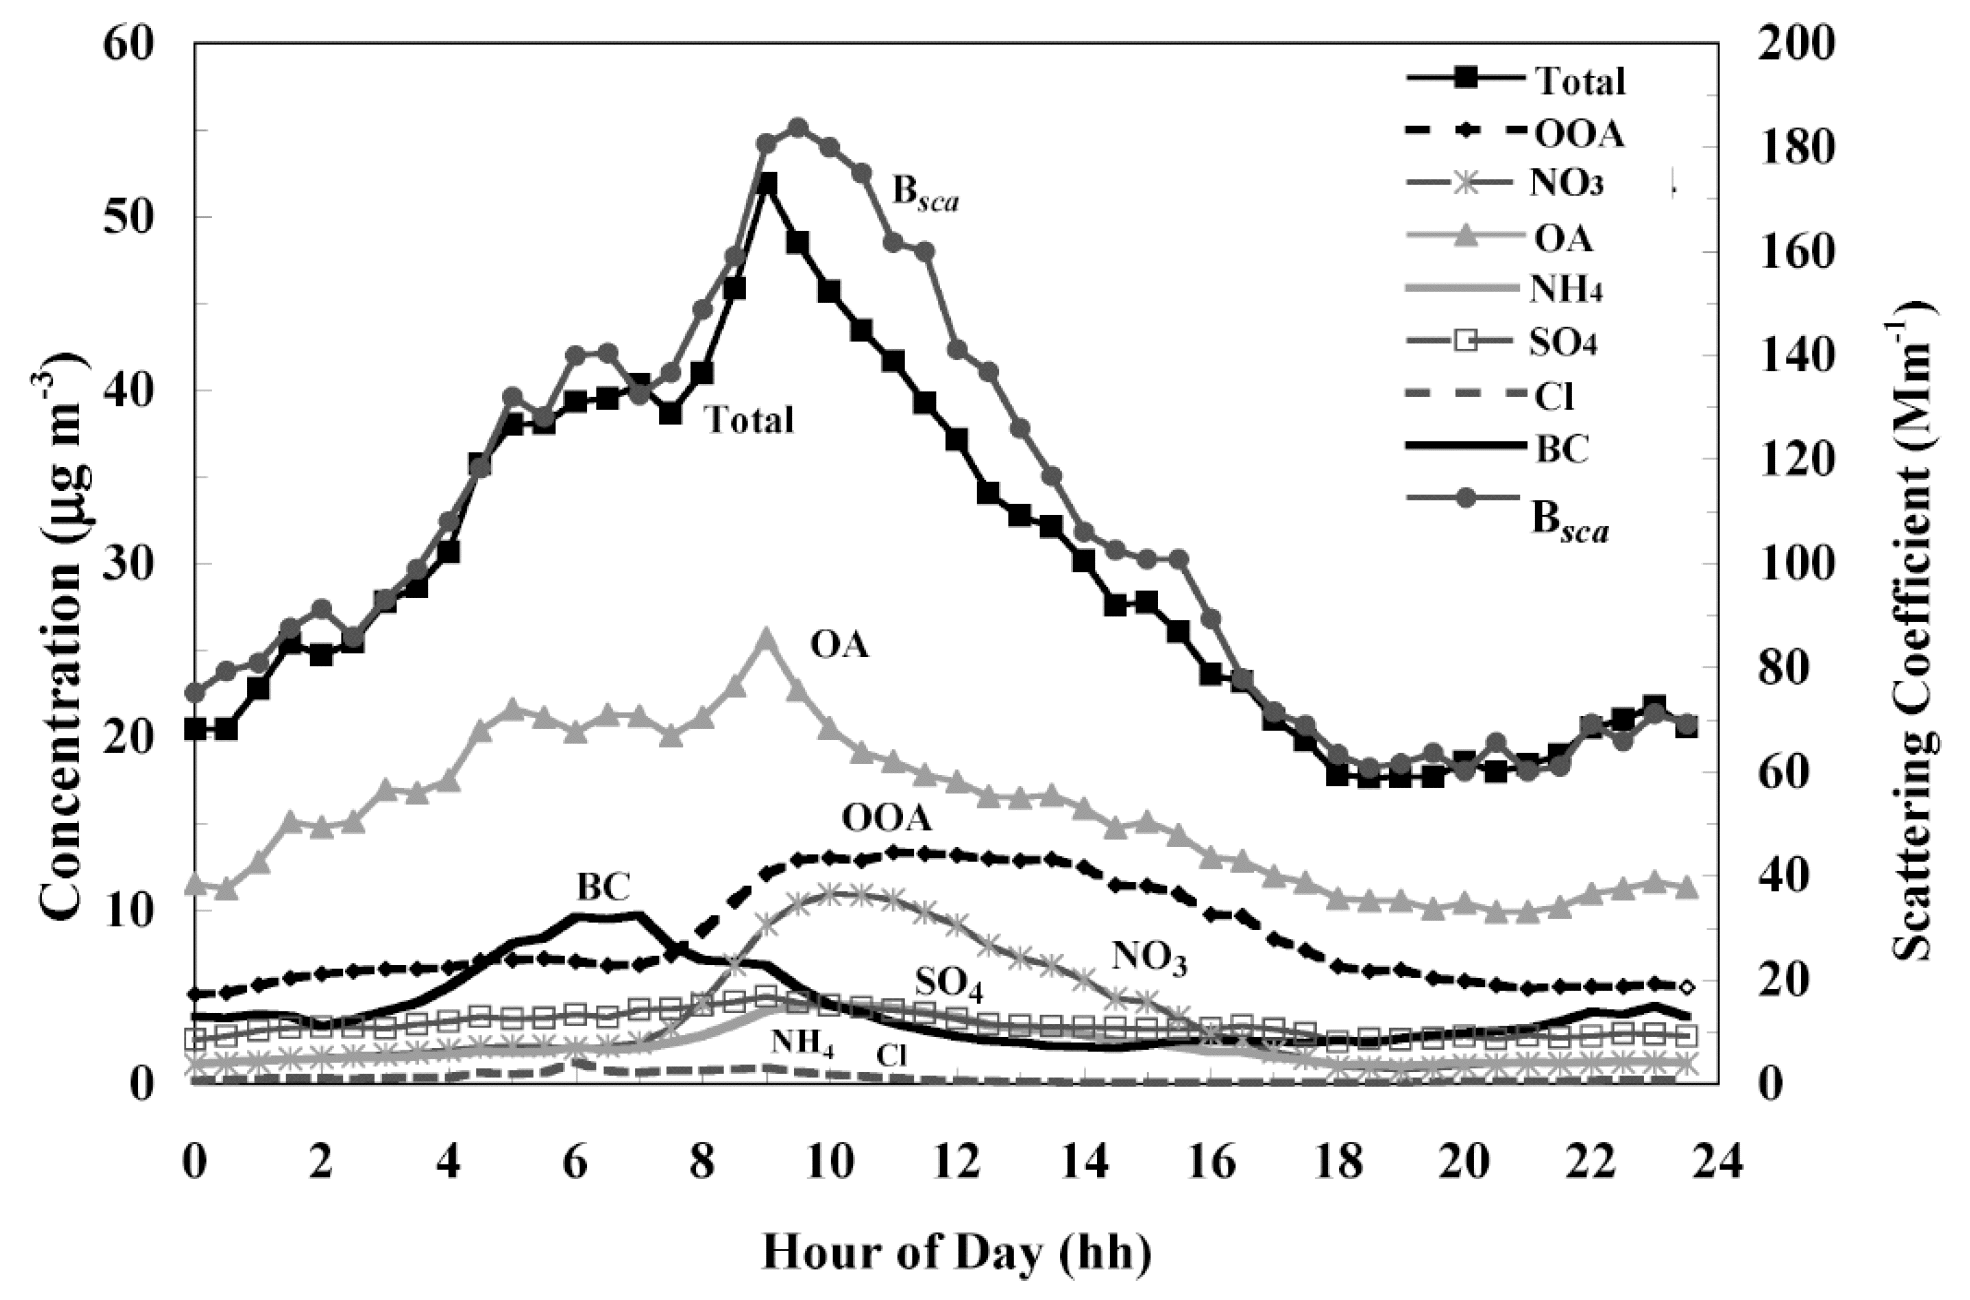 60
50
40
30
20
10
0
Concentration (μg m-3)
200
180
160
140
120
100
80
60
40
20
0
Scattering Coefficient (Mm-1)
Total
OOA
NO3
OA
NH4
SO4
Cl
BC
Bsca
Bsca
Total
OA
OOA
BC
NO3
SO4
NH4
Cl
0 2 4 6 8 10 12 14 16 18 20 22 24
Hour of Day (hh)